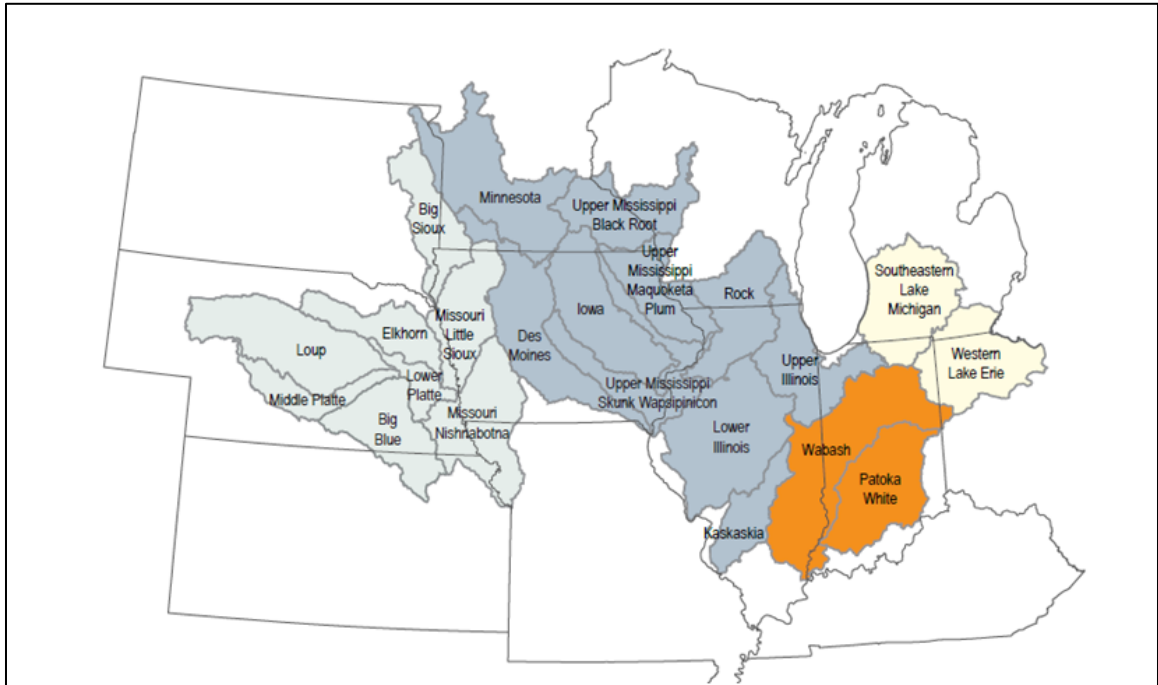 Minnesota
Big
Sioux
Upper Mississippi
Black Root
Upper
Mississippi
Maquoketa
Plum
Rock
Southeastern
Lake
Michigan
Western
Lake Erie
Missouri
Little
Sioux
Elkhorn
Loup
Iowa
Des
Moines
Upper
Illinois
Lower
Platte
Middle Platte
Upper Mississippi
Skunk Wapsipinicon
Big
Blue
Missouri
Nishnabotna
Lower
Illinois
Wabash
Patoka
White
Kaskaskia